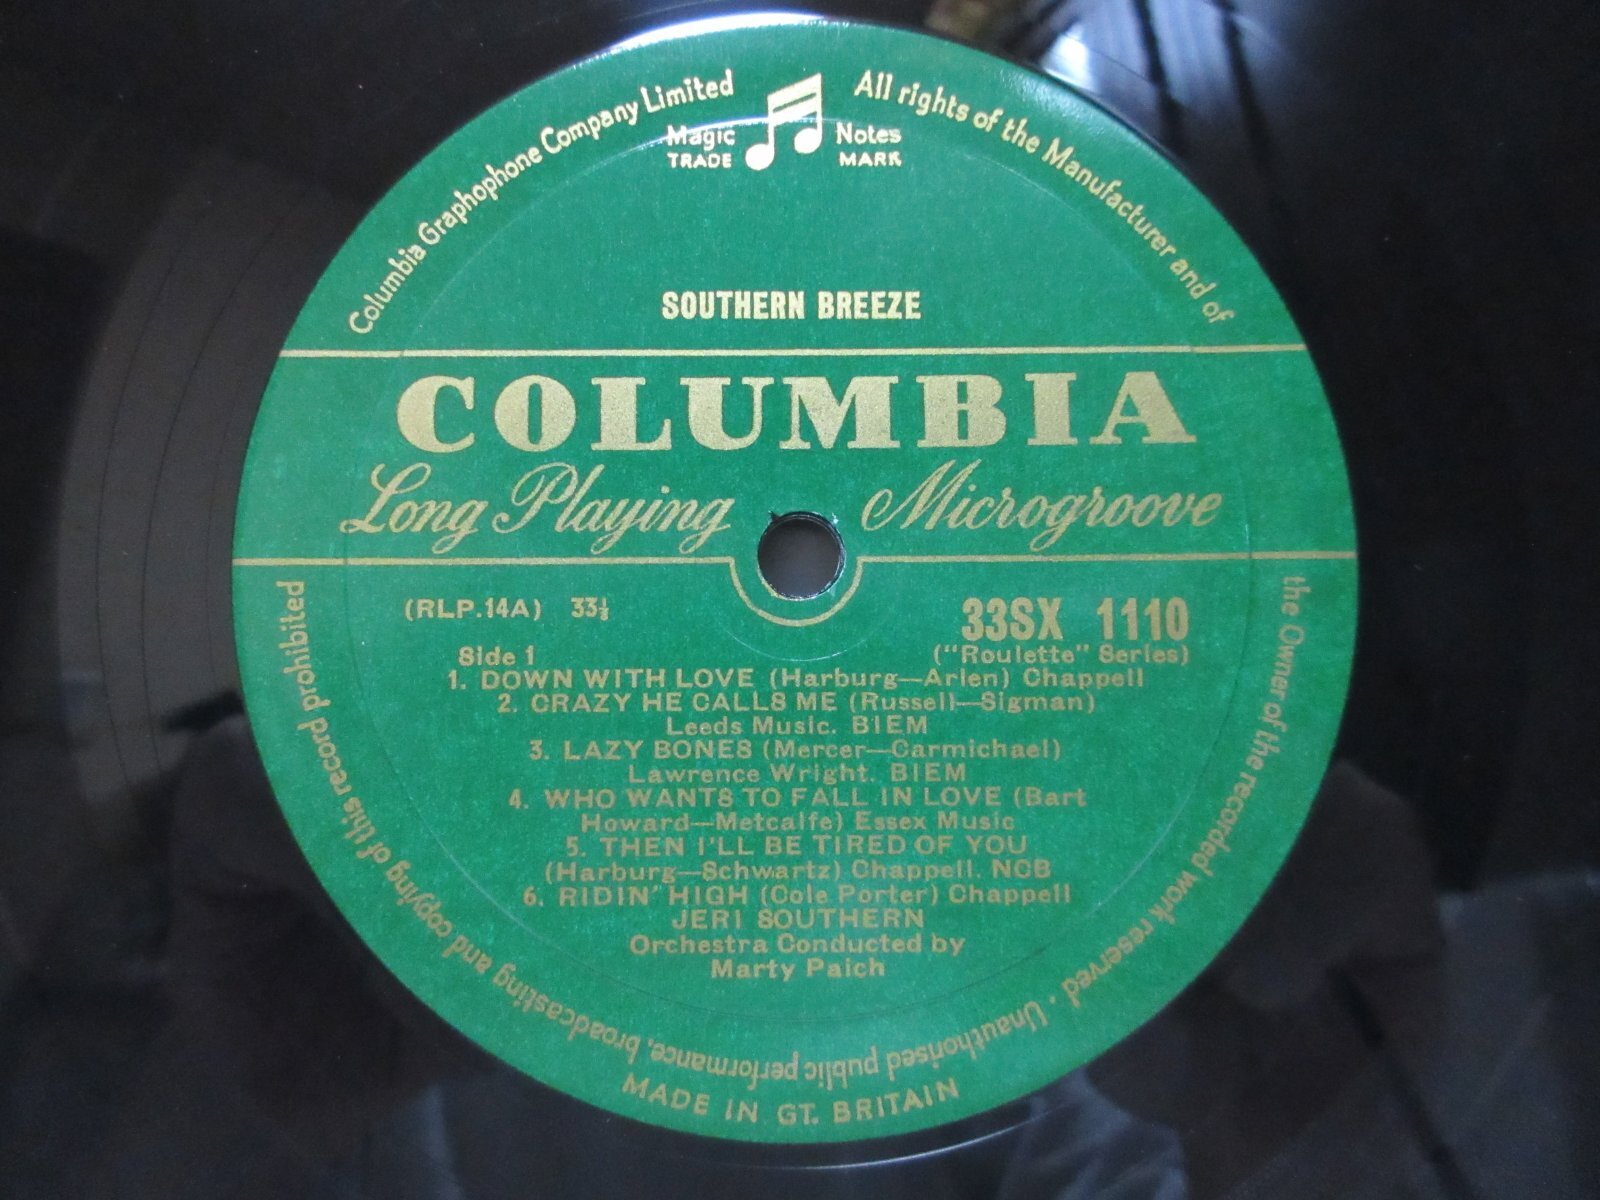 Columbia Graphophone Company Limited
All rights of the Manufacturer and of
the Owner of the recorded work reserved · Unauthorised public performance, broadcasting and copying of this record prohibited
Magic Notes
TRADE MARK
SOUTHERN BREEZE
COLUMBIA
Long Playing Microgroove
(RLP.14A) 33⅓ 33SX 1110
Side 1 ("Roulette" Series)
1. DOWN WITH LOVE (Harburg—Arlen) Chappell
2. CRAZY HE CALLS ME (Russell—Sigman)
Leeds Music. BIEM
3. LAZY BONES (Mercer—Carmichael)
Lawrence Wright. BIEM
4. WHO WANTS TO FALL IN LOVE (Bart
Howard—Metcalfe) Essex Music
5. THEN I'LL BE TIRED OF YOU
(Harburg—Schwartz) Chappell. NCB
6. RIDIN' HIGH (Cole Porter) Chappell
JERI SOUTHERN
Orchestra Conducted by
Marty Paich
MADE IN GT. BRITAIN